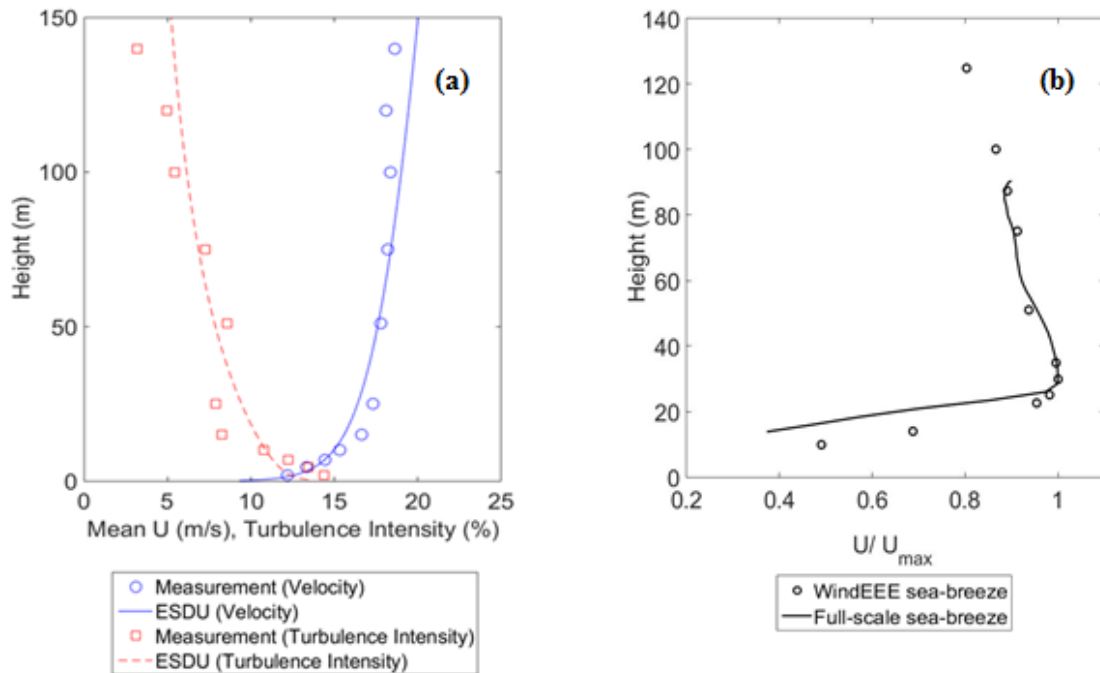 150
100
50
0
Height (m)
(a)
0 5 10 15 20 25
Mean U (m/s), Turbulence Intensity (%)
Measurement (Velocity)
ESDU (Velocity)
Measurement (Turbulence Intensity)
ESDU (Turbulence Intensity)
140
120
100
80
60
40
20
0
Height (m)
(b)
0.2 0.4 0.6 0.8 1
U/ Umax
WindEEE sea-breeze
Full-scale sea-breeze